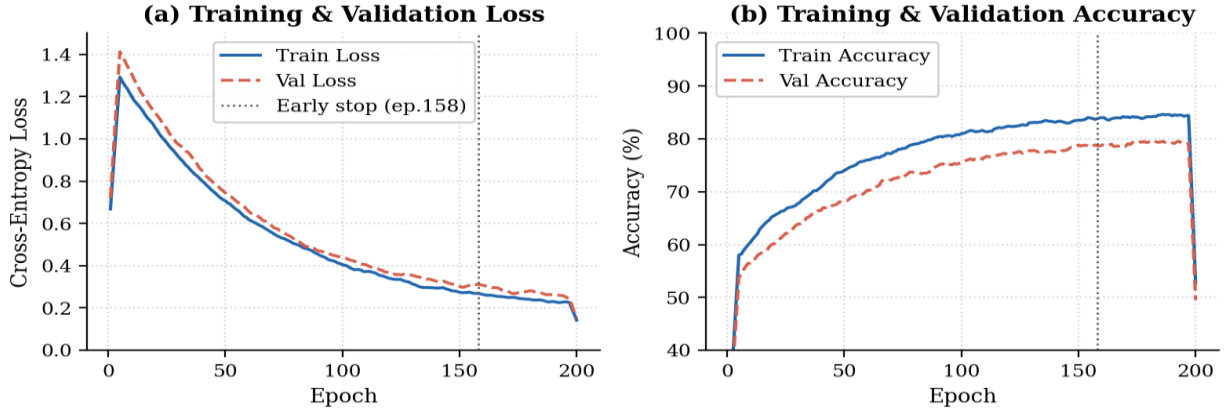 (a) Training & Validation Loss
Cross-Entropy Loss
1.4
1.2
1.0
0.8
0.6
0.4
0.2
0.0
Train Loss
Val Loss
Early stop (ep.158)
0 50 100 150 200
Epoch
(b) Training & Validation Accuracy
Accuracy (%)
100
90
80
70
60
50
40
Train Accuracy
Val Accuracy
0 50 100 150 200
Epoch